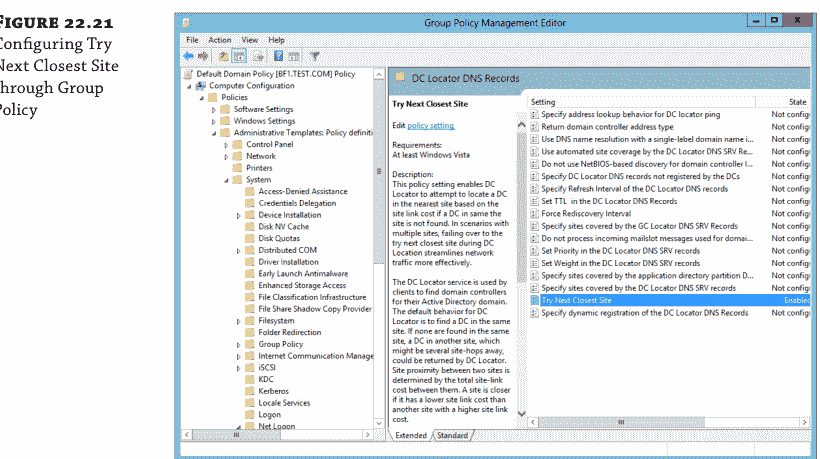 FIGURE 22.21
Configuring Try
Next Closest Site
through Group
Policy
Group Policy Management Editor
File Action View Help
Default Domain Policy [BF1.TEST.COM] Policy
Computer Configuration
Policies
Software Settings
Windows Settings
Administrative Templates: Policy definiti
Control Panel
Network
Printers
System
Access-Denied Assistance
Credentials Delegation
Device Installation
Disk NV Cache
Disk Quotas
Distributed COM
Driver Installation
Early Launch Antimalware
Enhanced Storage Access
File Classification Infrastructure
File Share Shadow Copy Provider
Filesystem
Folder Redirection
Group Policy
Internet Communication Manage
iSCSI
KDC
Kerberos
Locale Services
Logon
Net Logon
DC Locator DNS Records
Try Next Closest Site
Edit policy setting.
Requirements:
At least Windows Vista
Description:
This policy setting enables DC
Locator to attempt to locate a DC
in the nearest site based on the
site link cost if a DC in same the
site is not found. In scenarios with
multiple sites, failing over to the
try next closest site during DC
Location streamlines network
traffic more effectively.
The DC Locator service is used by
clients to find domain controllers
for their Active Directory domain.
The default behavior for DC
Locator is to find a DC in the same
site. If none are found in the same
site, a DC in another site, which
might be several site-hops away,
could be returned by DC Locator.
Site proximity between two sites is
determined by the total site-link
cost between them. A site is closer
if it has a lower site link cost than
another site with a higher site link
cost.
Setting State
Specify address lookup behavior for DC locator ping Not config
Return domain controller address type Not config
Use DNS name resolution with a single-label domain name i... Not config
Use automated site coverage by the DC Locator DNS SRV Re... Not config
Do not use NetBIOS-based discovery for domain controller l... Not config
Specify DC Locator DNS records not registered by the DCs Not config
Specify Refresh Interval of the DC Locator DNS records Not config
Set TTL in the DC Locator DNS Records Not config
Force Rediscovery Interval Not config
Specify sites covered by the GC Locator DNS SRV Records Not config
Do not process incoming mailslot messages used for domai... Not config
Set Priority in the DC Locator DNS SRV records Not config
Set Weight in the DC Locator DNS SRV records Not config
Specify sites covered by the application directory partition D... Not config
Specify sites covered by the DC Locator DNS SRV records Not config
Try Next Closest Site Enabled
Specify dynamic registration of the DC Locator DNS Records Not config
Extended Standard